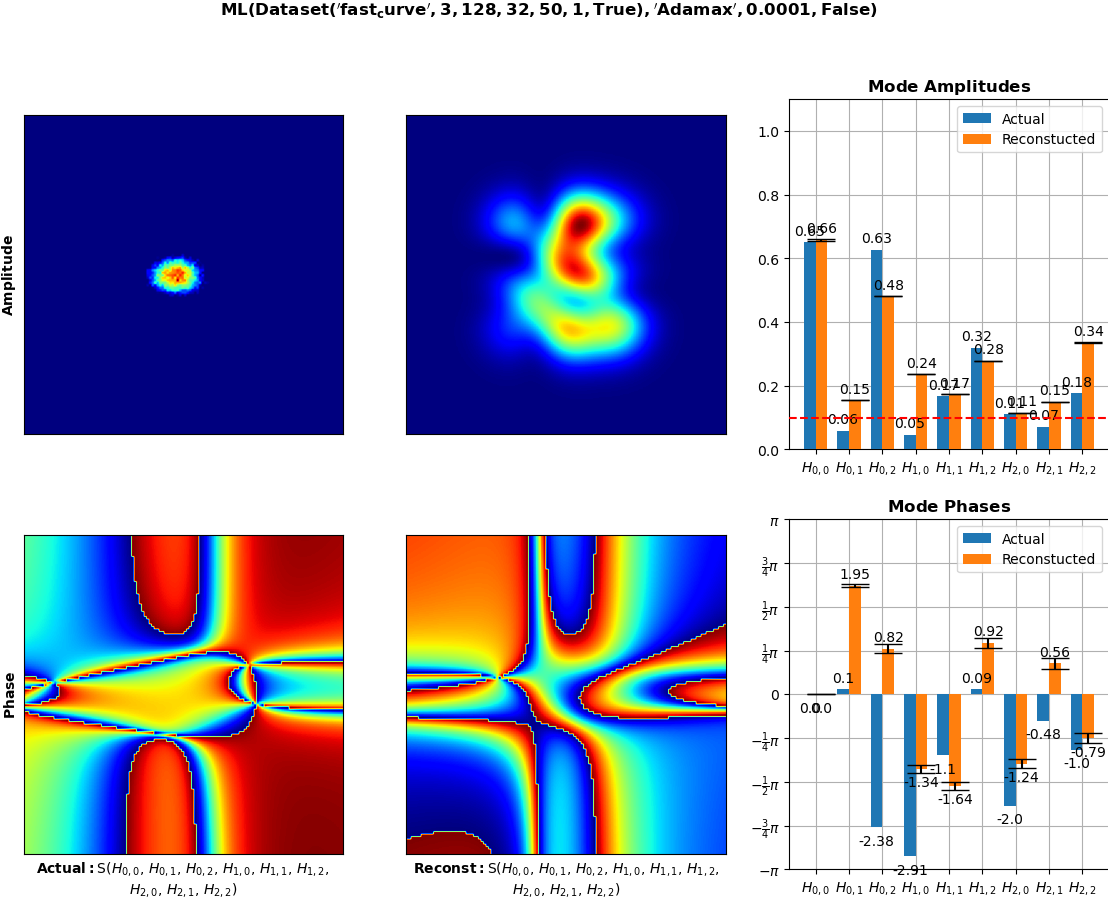 ML(Dataset(′fast_curve′, 3, 128, 32, 50, 1, True), ′Adamax′, 0.0001, False)
Amplitude
Mode Amplitudes
Actual
Reconstucted
1.0
0.8
0.6
0.4
0.2
0.0
0.65
0.66
0.06
0.15
0.63
0.48
0.05
0.24
0.17
0.17
0.32
0.28
0.11
0.11
0.07
0.15
0.18
0.34
H0,0 H0,1 H0,2 H1,0 H1,1 H1,2 H2,0 H2,1 H2,2
Phase
Actual: S(H0,0, H0,1, H0,2, H1,0, H1,1, H1,2,
H2,0, H2,1, H2,2)
Reconst: S(H0,0, H0,1, H0,2, H1,0, H1,1, H1,2,
H2,0, H2,1, H2,2)
Mode Phases
Actual
Reconstucted
π
3/4π
1/2π
1/4π
0
−1/4π
−1/2π
−3/4π
−π
0.0
0.0
0.1
1.95
-2.38
0.82
-2.91
-1.34
-1.1
-1.64
0.09
0.92
-2.0
-1.24
-0.48
0.56
-1.0
-0.79
H0,0 H0,1 H0,2 H1,0 H1,1 H1,2 H2,0 H2,1 H2,2